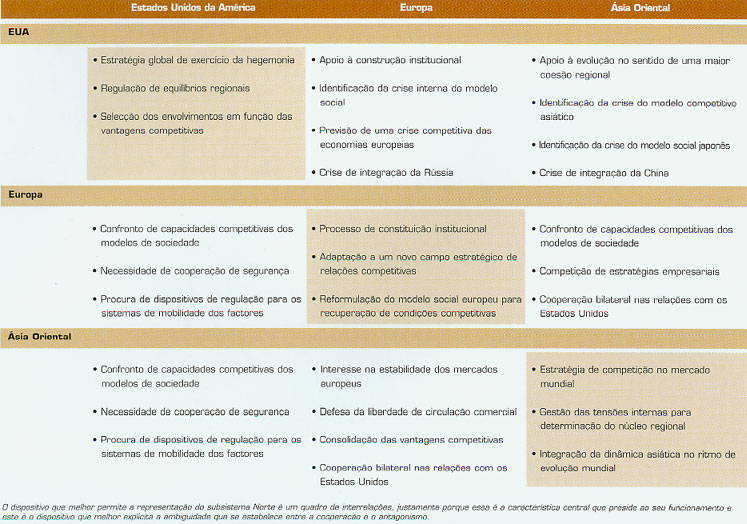 Estados Unidos da América Europa Ásia Oriental
EUA
• Estratégia global de exercício da hegemonia
• Regulação de equilíbrios regionais
• Selecção dos envolvimentos em função das
vantagens competitivas
• Apoio à construção institucional
• Identificação da crise interna do modelo
social
• Previsão de uma crise competitiva das
economias europeias
• Crise de integração da Rússia
• Apoio à evolução no sentido de uma maior
coesão regional
• Identificação da crise do modelo competitivo
asiático
• Identificação da crise do modelo social japonês
• Crise de integração da China
Europa
• Confronto de capacidades competitivas dos
modelos de sociedade
• Necessidade de cooperação de segurança
• Procura de dispositivos de regulação para os
sistemas de mobilidade dos factores
• Processo de constituição institucional
• Adaptação a um novo campo estratégico de
relações competitivas
• Reformulação do modelo social europeu para
recuperação de condições competitivas
• Confronto de capacidades competitivas dos
modelos de sociedade
• Competição de estratégias empresariais
• Cooperação bilateral nas relações com os
Estados Unidos
Ásia Oriental
• Confronto de capacidades competitivas dos
modelos de sociedade
• Necessidade de cooperação de segurança
• Procura de dispositivos de regulação para os
sistemas de mobilidade dos factores
• Interesse na estabilidade dos mercados
europeus
• Defesa da liberdade de circulação comercial
• Consolidação das vantagens competitivas
• Cooperação bilateral nas relações com os
Estados Unidos
• Estratégia de competição no mercado
mundial
• Gestão das tensões internas para
determinação do núcleo regional
• Integração da dinâmica asiática no ritmo de
evolução mundial
O dispositivo que melhor permite a representação do subsistema Norte é um quadro de interrelações, justamente porque essa é a característica central que preside ao seu funcionamento e
este é o dispositivo que melhor explicita a ambiguidade que se estabelece entre a cooperação e o antagonismo.